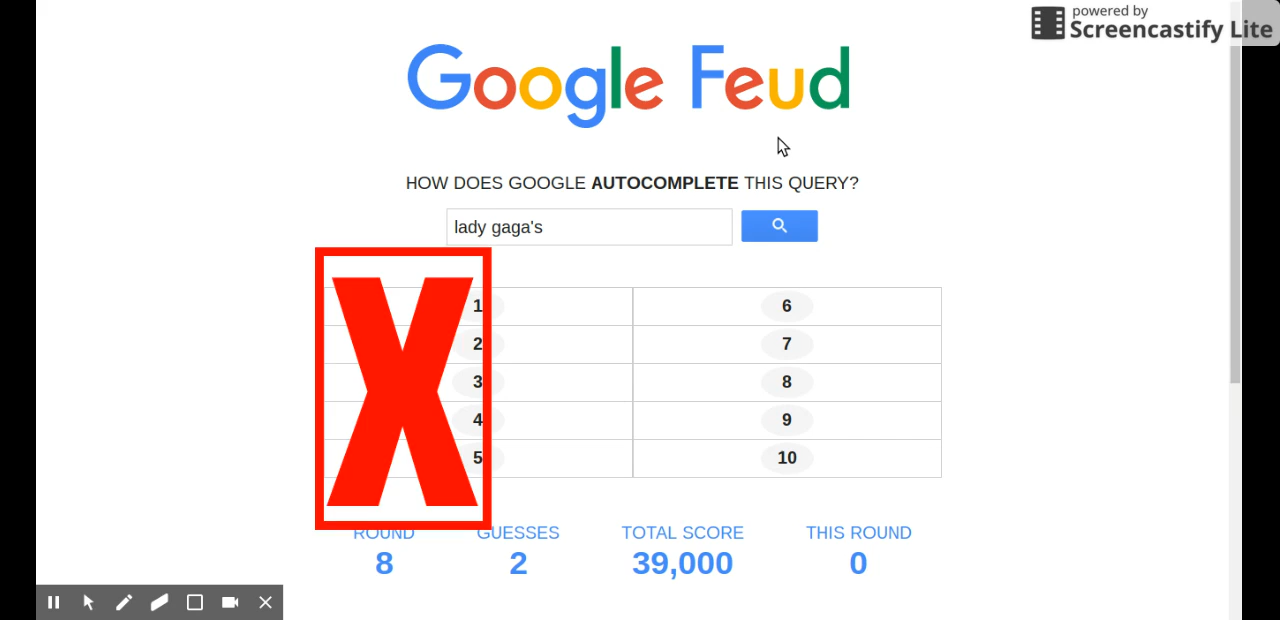 powered by
Screencastify Lite
Google Feud
HOW DOES GOOGLE AUTOCOMPLETE THIS QUERY?
lady gaga's
X
1 6
2 7
3 8
4 9
5 10
ROUND GUESSES TOTAL SCORE THIS ROUND
8 2 39,000 0